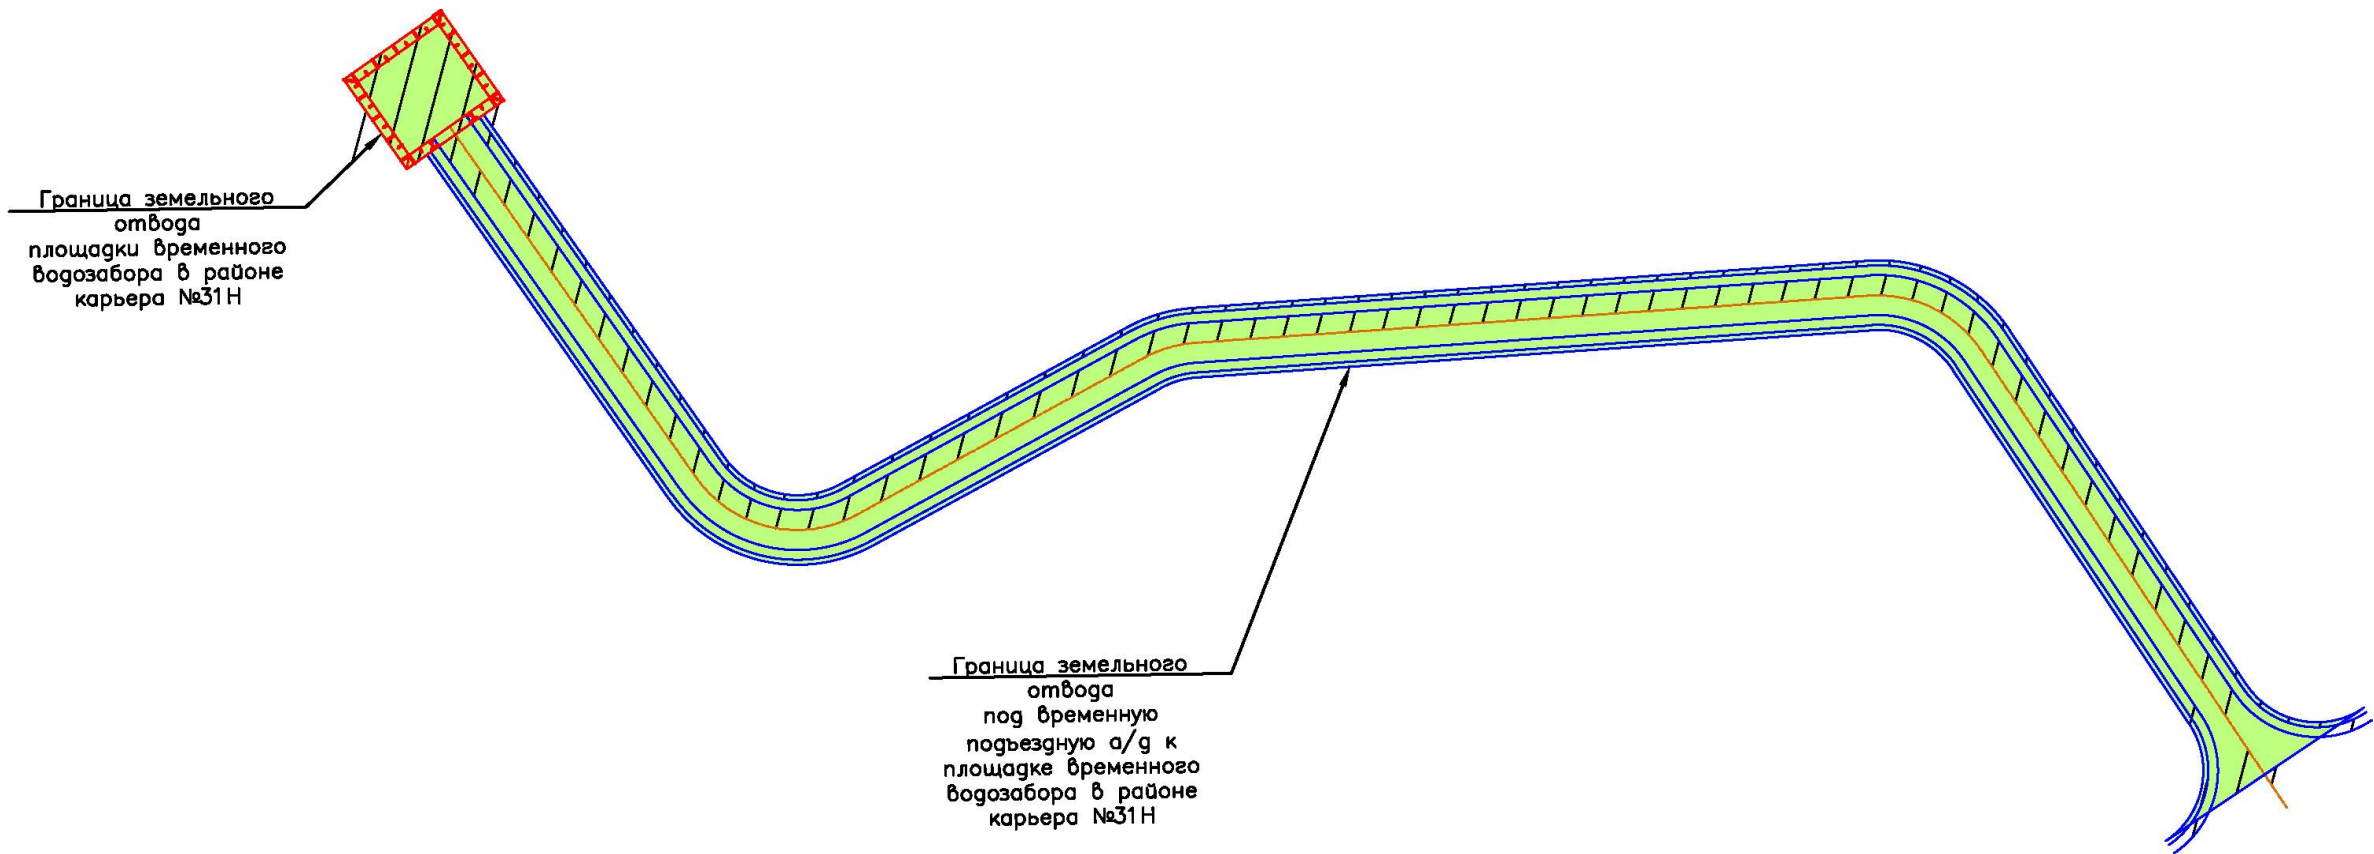 Граница земельного
отвода
площадки временного
водозабора в районе
карьера №31Н
Граница земельного
отвода
под временную
подъездную а/д к
площадке временного
водозабора в районе
карьера №31Н